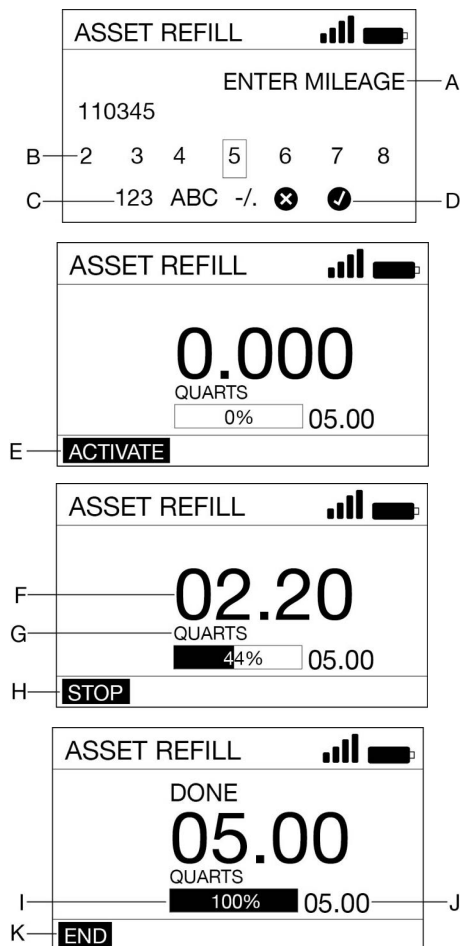 ASSET REFILL
ENTER MILEAGE A
110345
B 2 3 4 5 6 7 8
C 123 ABC -/. D
ASSET REFILL
0.000
QUARTS
0% 05.00
E ACTIVATE
ASSET REFILL
F 02.20
G QUARTS
44% 05.00
H STOP
ASSET REFILL
DONE
05.00
QUARTS
I 100% 05.00 J
K END